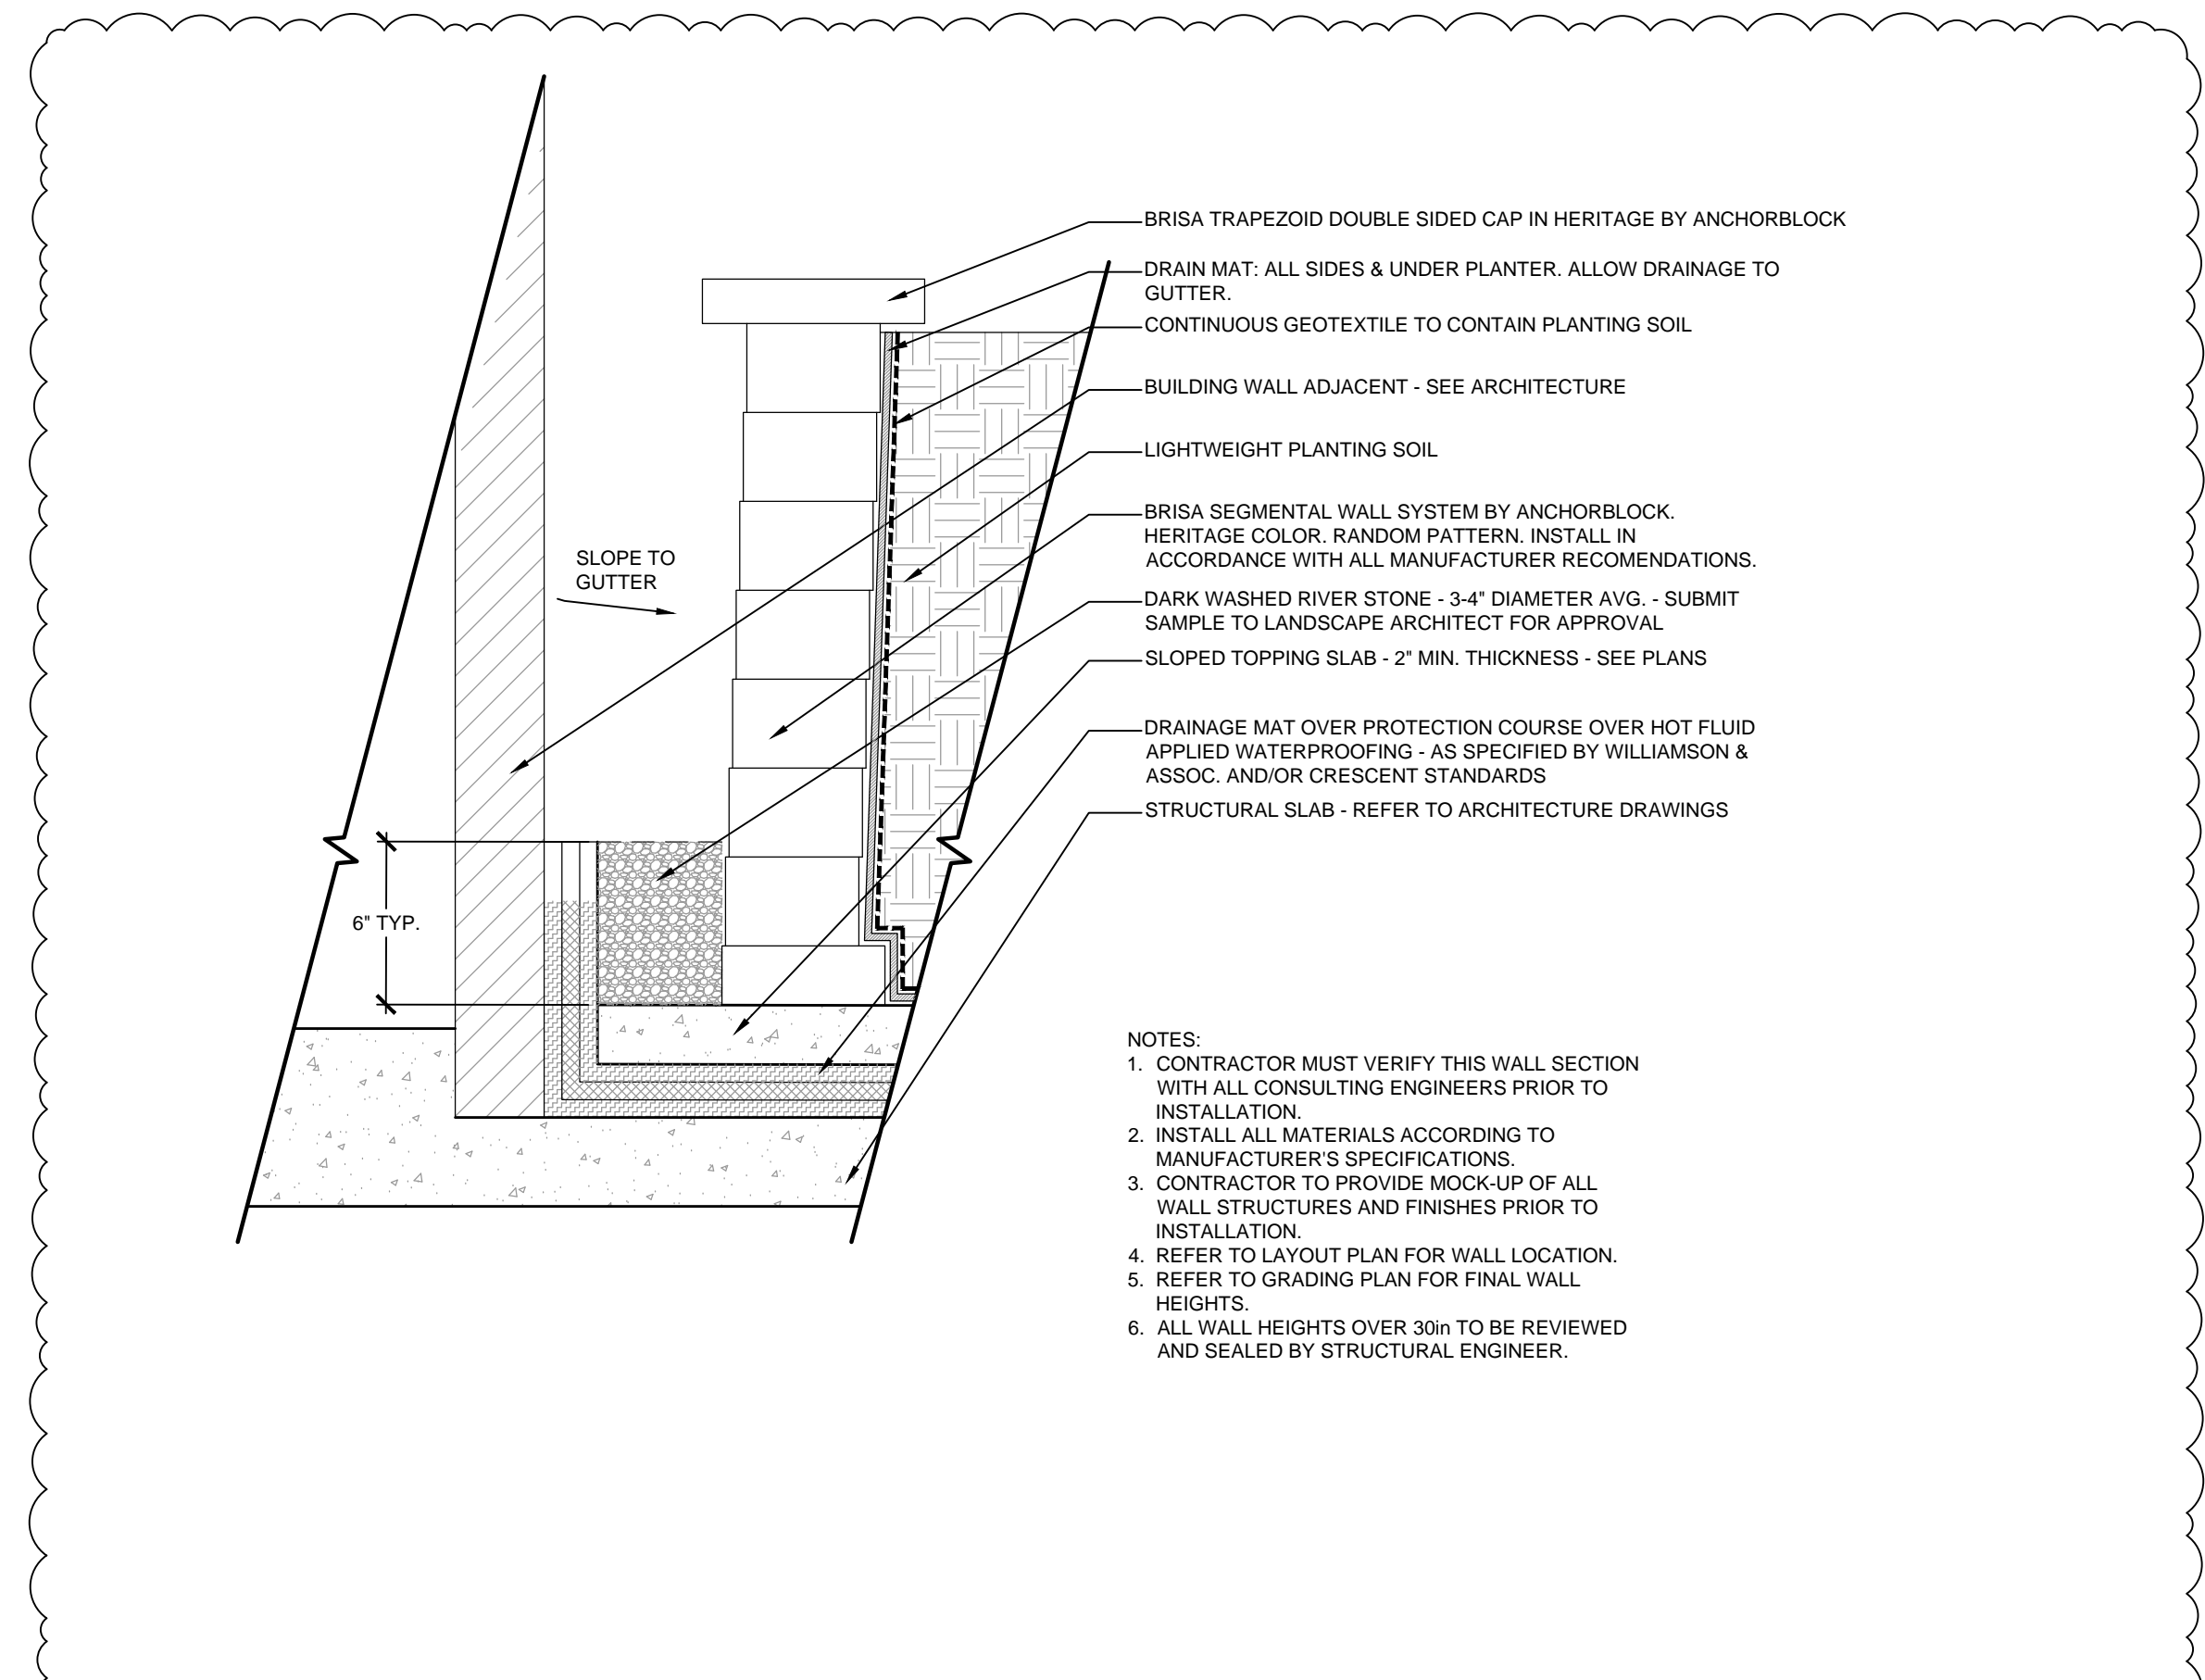 BRISA TRAPEZOID DOUBLE SIDED CAP IN HERITAGE BY ANCHORBLOCK
DRAIN MAT: ALL SIDES & UNDER PLANTER. ALLOW DRAINAGE TO
GUTTER.
CONTINUOUS GEOTEXTILE TO CONTAIN PLANTING SOIL
BUILDING WALL ADJACENT - SEE ARCHITECTURE
LIGHTWEIGHT PLANTING SOIL
BRISA SEGMENTAL WALL SYSTEM BY ANCHORBLOCK.
HERITAGE COLOR. RANDOM PATTERN. INSTALL IN
ACCORDANCE WITH ALL MANUFACTURER RECOMENDATIONS.
SLOPE TO
GUTTER
DARK WASHED RIVER STONE - 3-4" DIAMETER AVG. - SUBMIT
SAMPLE TO LANDSCAPE ARCHITECT FOR APPROVAL
SLOPED TOPPING SLAB - 2" MIN. THICKNESS - SEE PLANS
DRAINAGE MAT OVER PROTECTION COURSE OVER HOT FLUID
APPLIED WATERPROOFING - AS SPECIFIED BY WILLIAMSON &
ASSOC. AND/OR CRESCENT STANDARDS
STRUCTURAL SLAB - REFER TO ARCHITECTURE DRAWINGS
6" TYP.
NOTES:
1. CONTRACTOR MUST VERIFY THIS WALL SECTION
WITH ALL CONSULTING ENGINEERS PRIOR TO
INSTALLATION.
2. INSTALL ALL MATERIALS ACCORDING TO
MANUFACTURER'S SPECIFICATIONS.
3. CONTRACTOR TO PROVIDE MOCK-UP OF ALL
WALL STRUCTURES AND FINISHES PRIOR TO
INSTALLATION.
4. REFER TO LAYOUT PLAN FOR WALL LOCATION.
5. REFER TO GRADING PLAN FOR FINAL WALL
HEIGHTS.
6. ALL WALL HEIGHTS OVER 30in TO BE REVIEWED
AND SEALED BY STRUCTURAL ENGINEER.